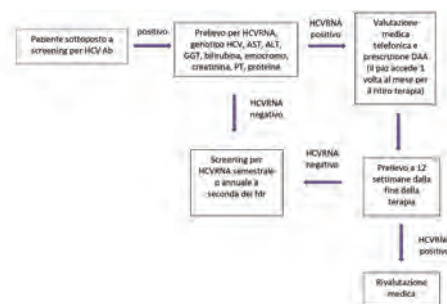 Paziente sottoposto a
screening per HCV Ab
positivo
Prelievo per HCVRNA,
genotipo HCV, AST, ALT,
GGT, bilirubina, emocromo,
creatinina, PT, proteine
HCVRNA
positivo
Valutazione
medica
telefonica e
prescrizione DAA
(il paz accede 1
volta al mese per
il ritiro terapia)
HCVRNA
negativo
Screening per
HCVRNA semestrale
o annuale a
seconda dei fdr
HCVRNA
negativo
Prelievo a 12
settimane dalla
fine della
terapia
HCVRNA
positivo
Rivalutazione
medica